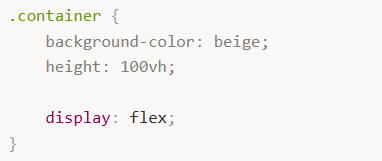 .container {
    background-color: beige;
    height: 100vh;

    display: flex;
}